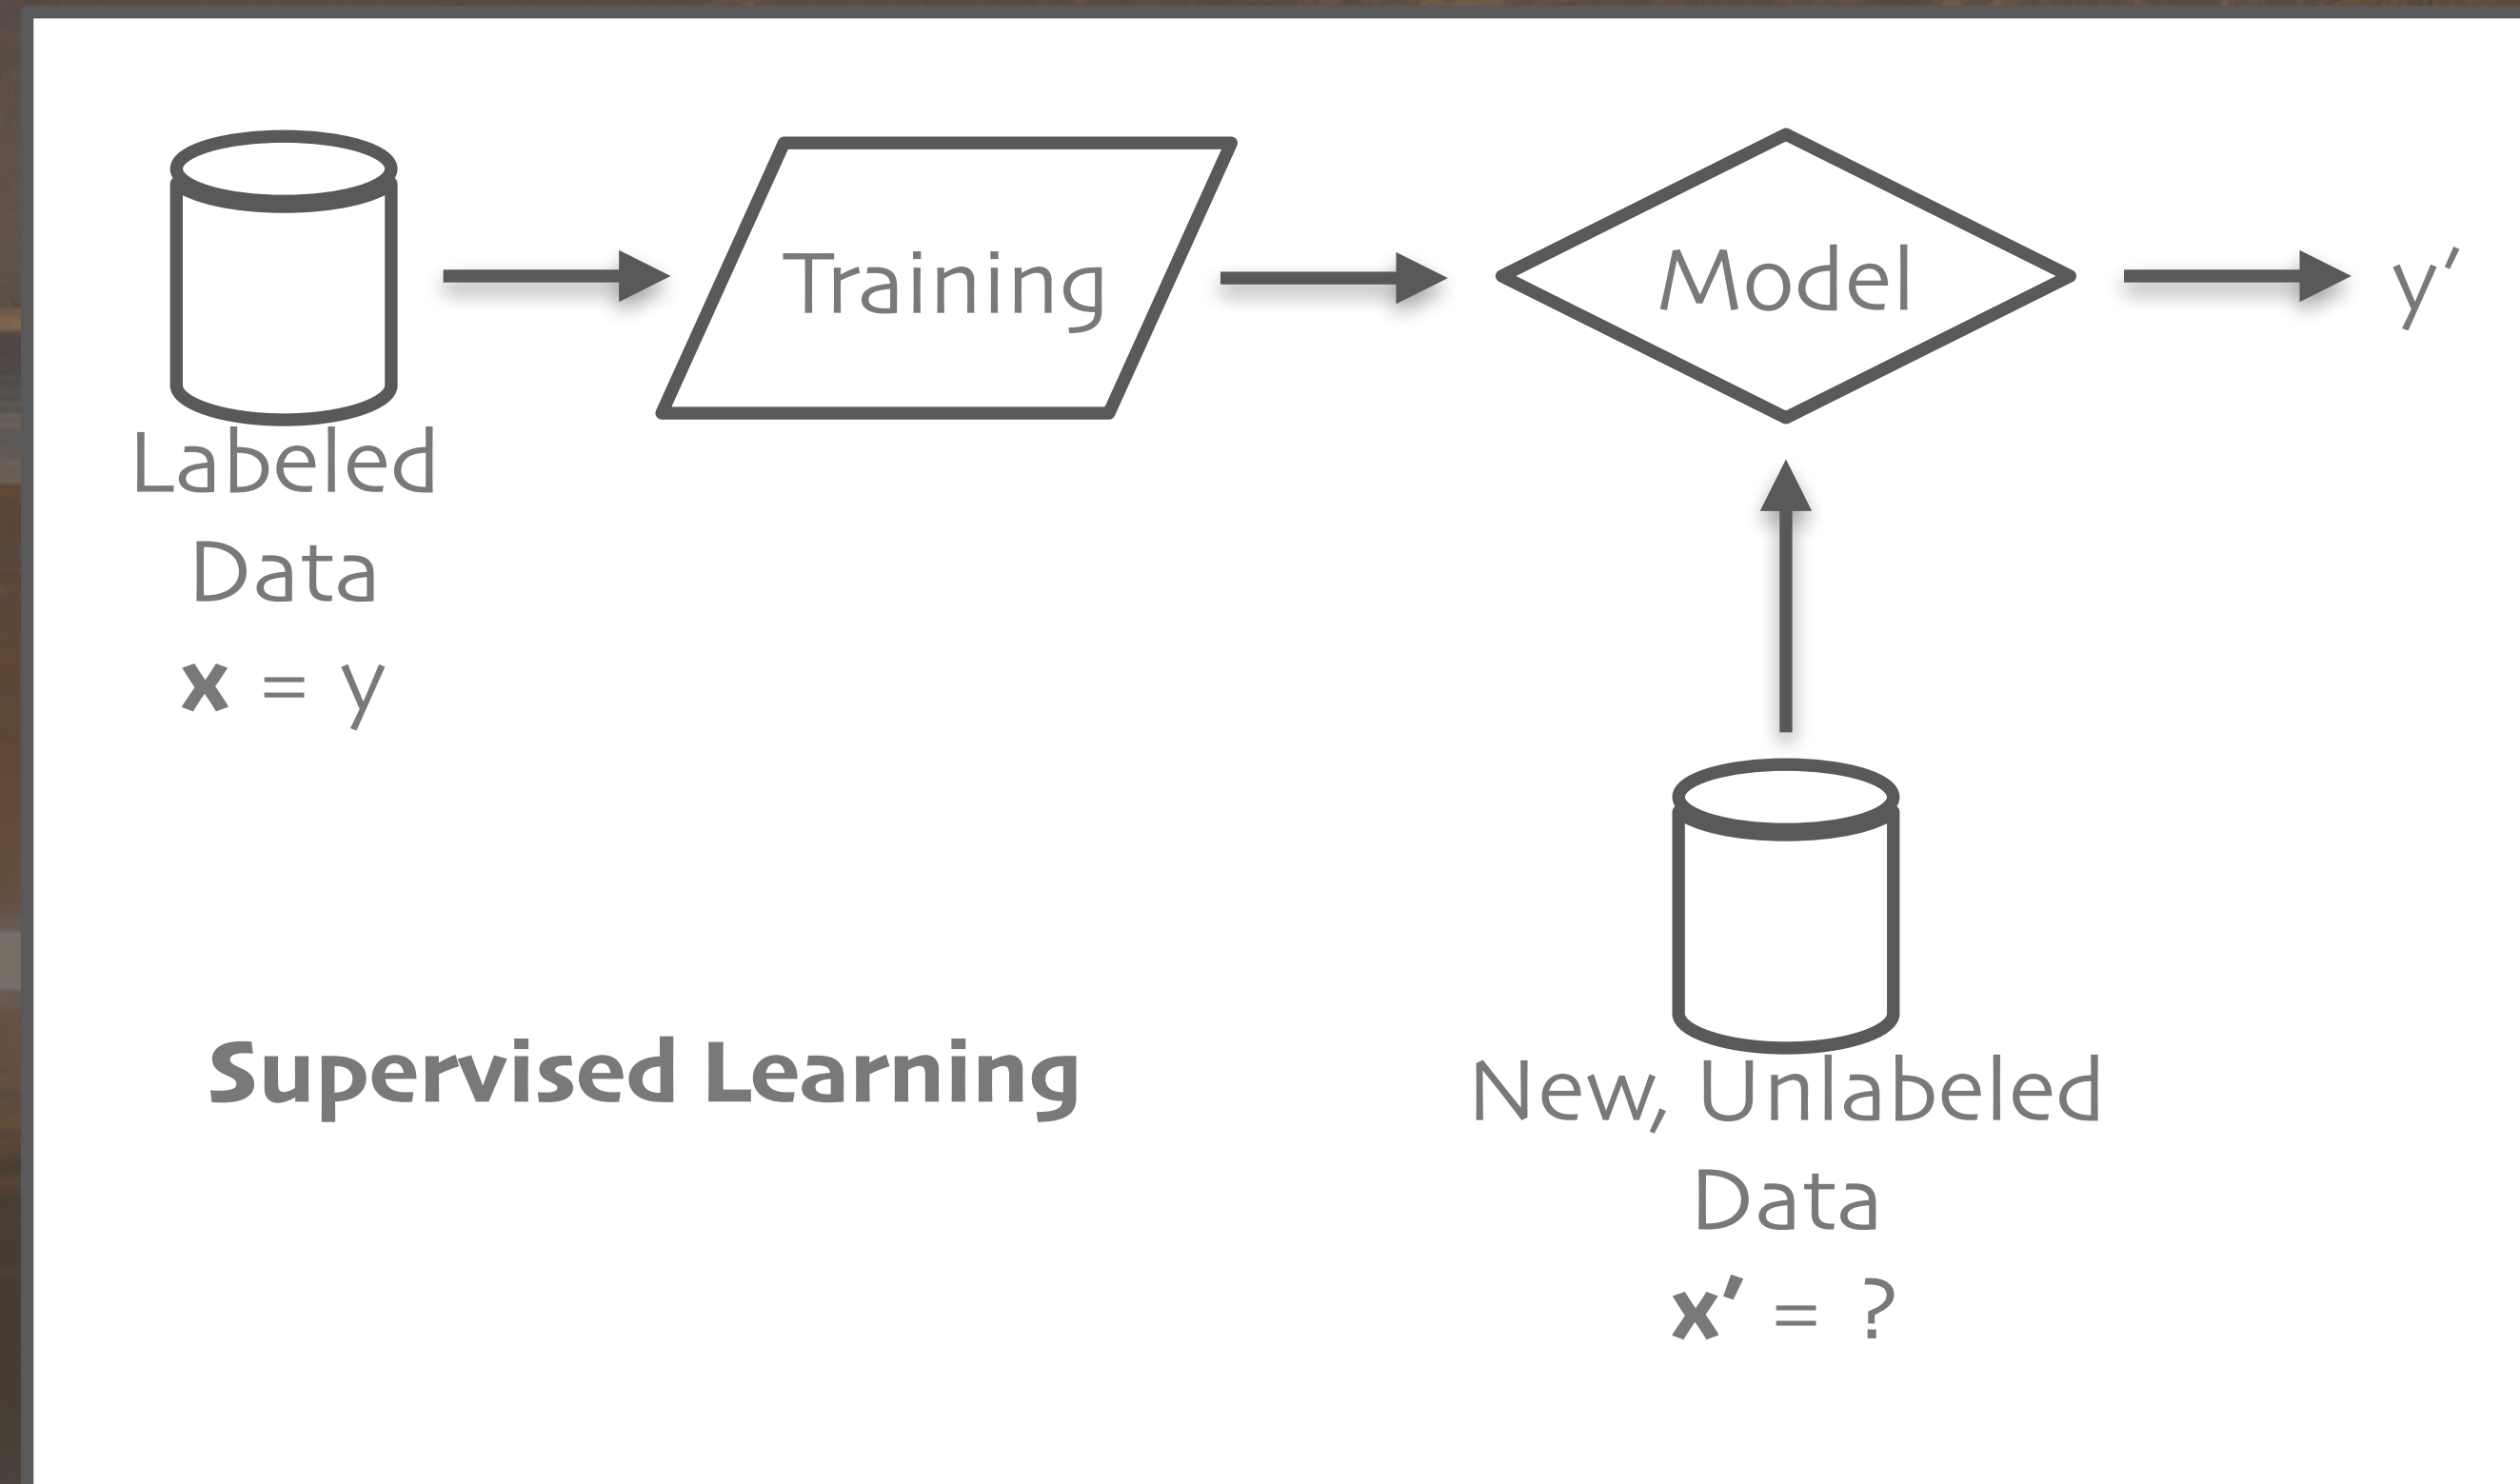 Training
Model
y′
Labeled
Data
x = y
Supervised Learning
New, Unlabeled
Data
x′ = ?